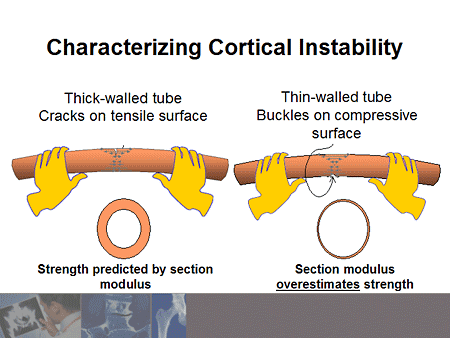 Characterizing Cortical Instability
Thick-walled tube
Cracks on tensile surface
Thin-walled tube
Buckles on compressive
surface
Strength predicted by section
modulus
Section modulus
overestimates strength